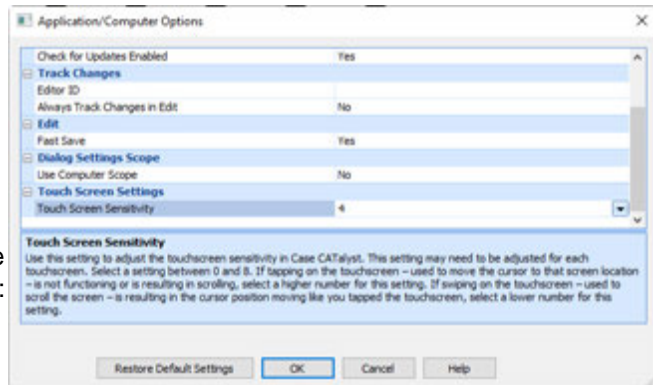 Application/Computer Options
Check for Updates Enabled Yes
Track Changes
Editor ID
Always Track Changes in Edit No
Edit
Fast Save Yes
Dialog Settings Scope
Use Computer Scope No
Touch Screen Settings
Touch Screen Sensitivity 4
Touch Screen Sensitivity
Use this setting to adjust the touchscreen sensitivity in Case CATalyst. This setting may need to be adjusted for each
touchscreen. Select a setting between 0 and 8. If tapping on the touchscreen – used to move the cursor to that screen location
– is not functioning or is resulting in scrolling, select a higher number for this setting. If swiping on the touchscreen – used to
scroll the screen – is resulting in the cursor position moving like you tapped the touchscreen, select a lower number for this
setting.
Restore Default Settings OK Cancel Help